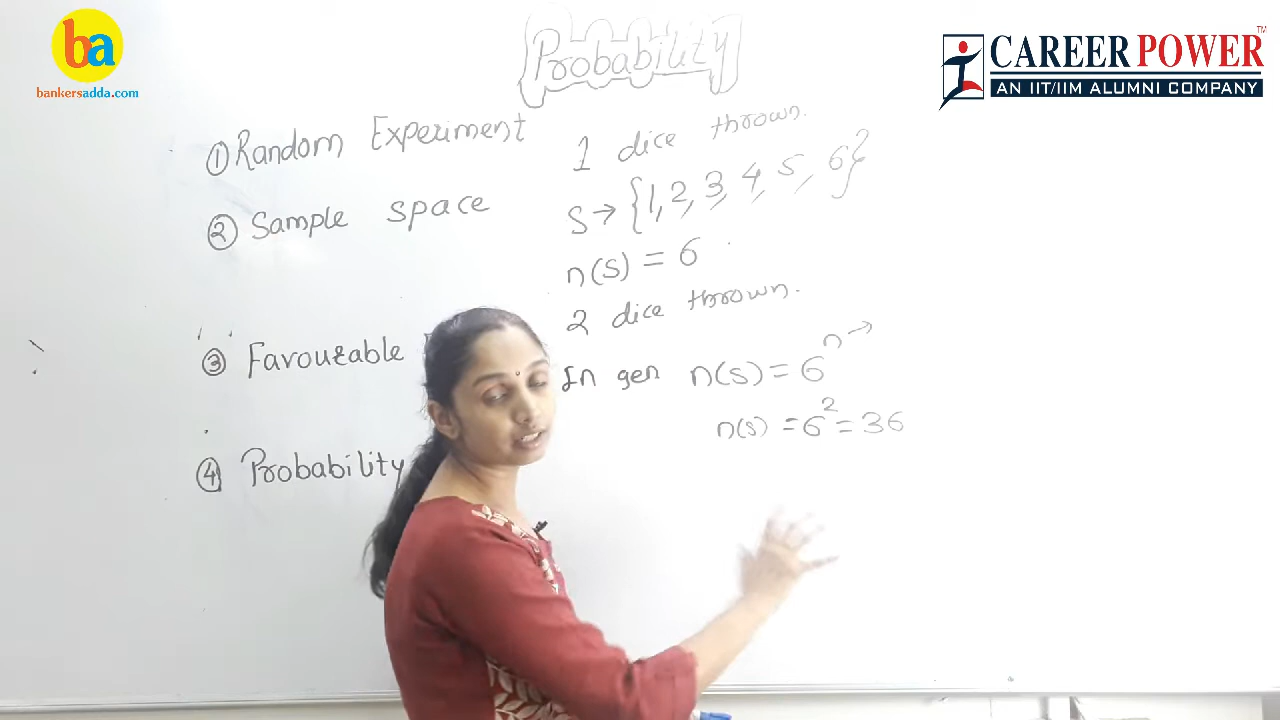 ba
bankersadda.com
CAREER POWER
TM
AN IIT/IIM ALUMNI COMPANY
Probability
① Random Experiment
② Sample space
③ Favourable
④ Probability
1 dice thrown.
S → {1, 2, 3, 4, 5, 6}
n(S) = 6
2 dice thrown.
In gen n(S) = 6ⁿ →
n(S) = 6² = 36